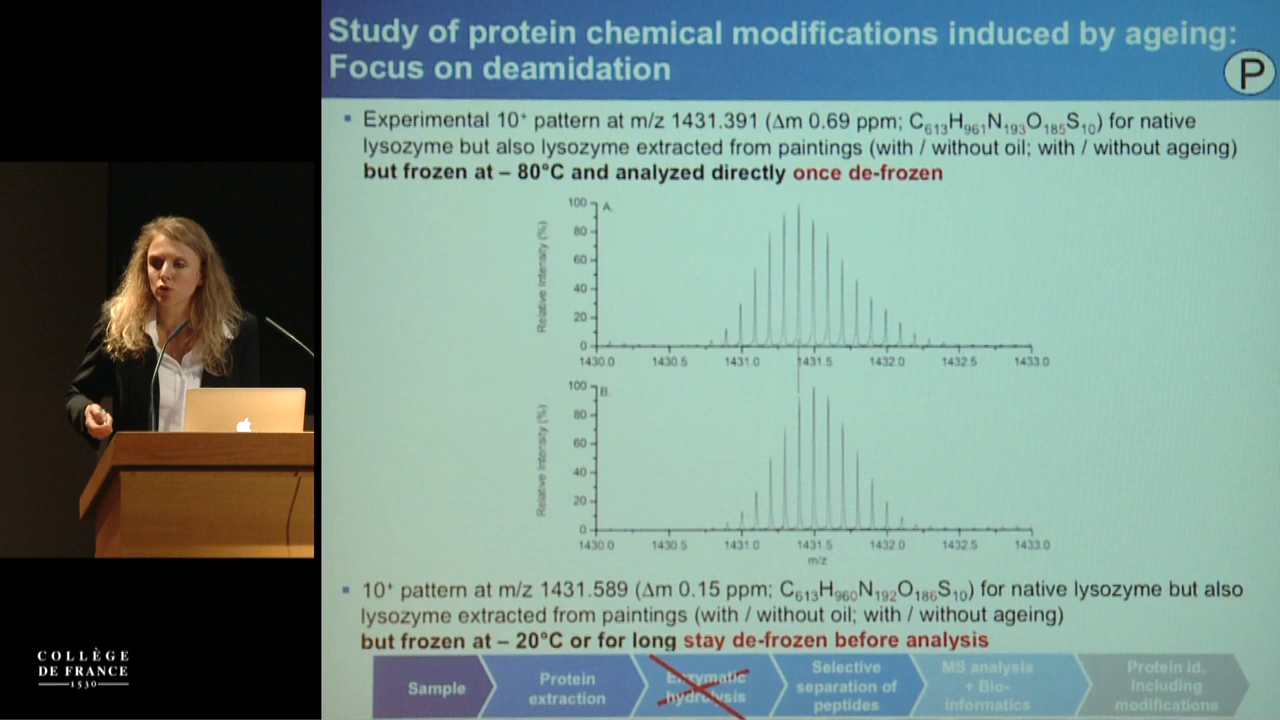 Study of protein chemical modifications induced by ageing:
Focus on deamidation
P
▪ Experimental 10⁺ pattern at m/z 1431.391 (Δm 0.69 ppm; C₆₁₃H₉₆₁N₁₉₃O₁₈₅S₁₀) for native
lysozyme but also lysozyme extracted from paintings (with / without oil; with / without ageing)
but frozen at – 80°C and analyzed directly once de-frozen
A.
Relative Intensity (%)
100
80
60
40
20
0
1430.0 1430.5 1431.0 1431.5 1432.0 1432.5 1433.0
B.
Relative Intensity (%)
100
80
60
40
20
0
1430.0 1430.5 1431.0 1431.5 1432.0 1432.5 1433.0
m/z
▪ 10⁺ pattern at m/z 1431.589 (Δm 0.15 ppm; C₆₁₃H₉₆₀N₁₉₂O₁₈₆S₁₀) for native lysozyme but also
lysozyme extracted from paintings (with / without oil; with / without ageing)
but frozen at – 20°C or for long stay de-frozen before analysis
Sample
Protein
extraction
Enzymatic
hydrolysis
Selective
separation of
peptides
MS analysis
+ Bio-
informatics
Protein id.
including
modifications
COLLÈGE
DE FRANCE
1530